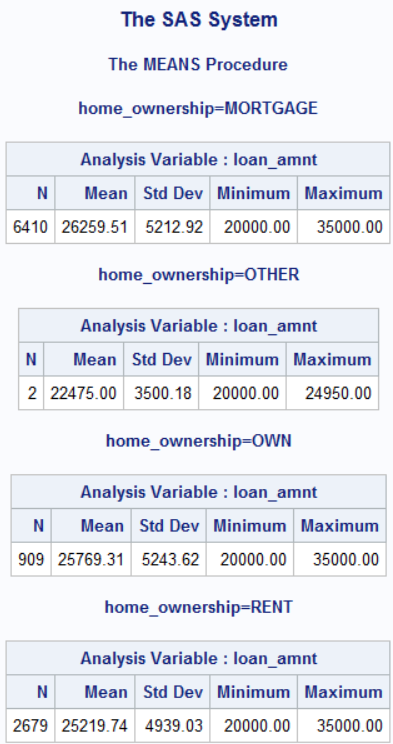 The SAS System
The MEANS Procedure
home_ownership=MORTGAGE
Analysis Variable : loan_amnt
N Mean Std Dev Minimum Maximum
6410 26259.51 5212.92 20000.00 35000.00
home_ownership=OTHER
Analysis Variable : loan_amnt
N Mean Std Dev Minimum Maximum
2 22475.00 3500.18 20000.00 24950.00
home_ownership=OWN
Analysis Variable : loan_amnt
N Mean Std Dev Minimum Maximum
909 25769.31 5243.62 20000.00 35000.00
home_ownership=RENT
Analysis Variable : loan_amnt
N Mean Std Dev Minimum Maximum
2679 25219.74 4939.03 20000.00 35000.00